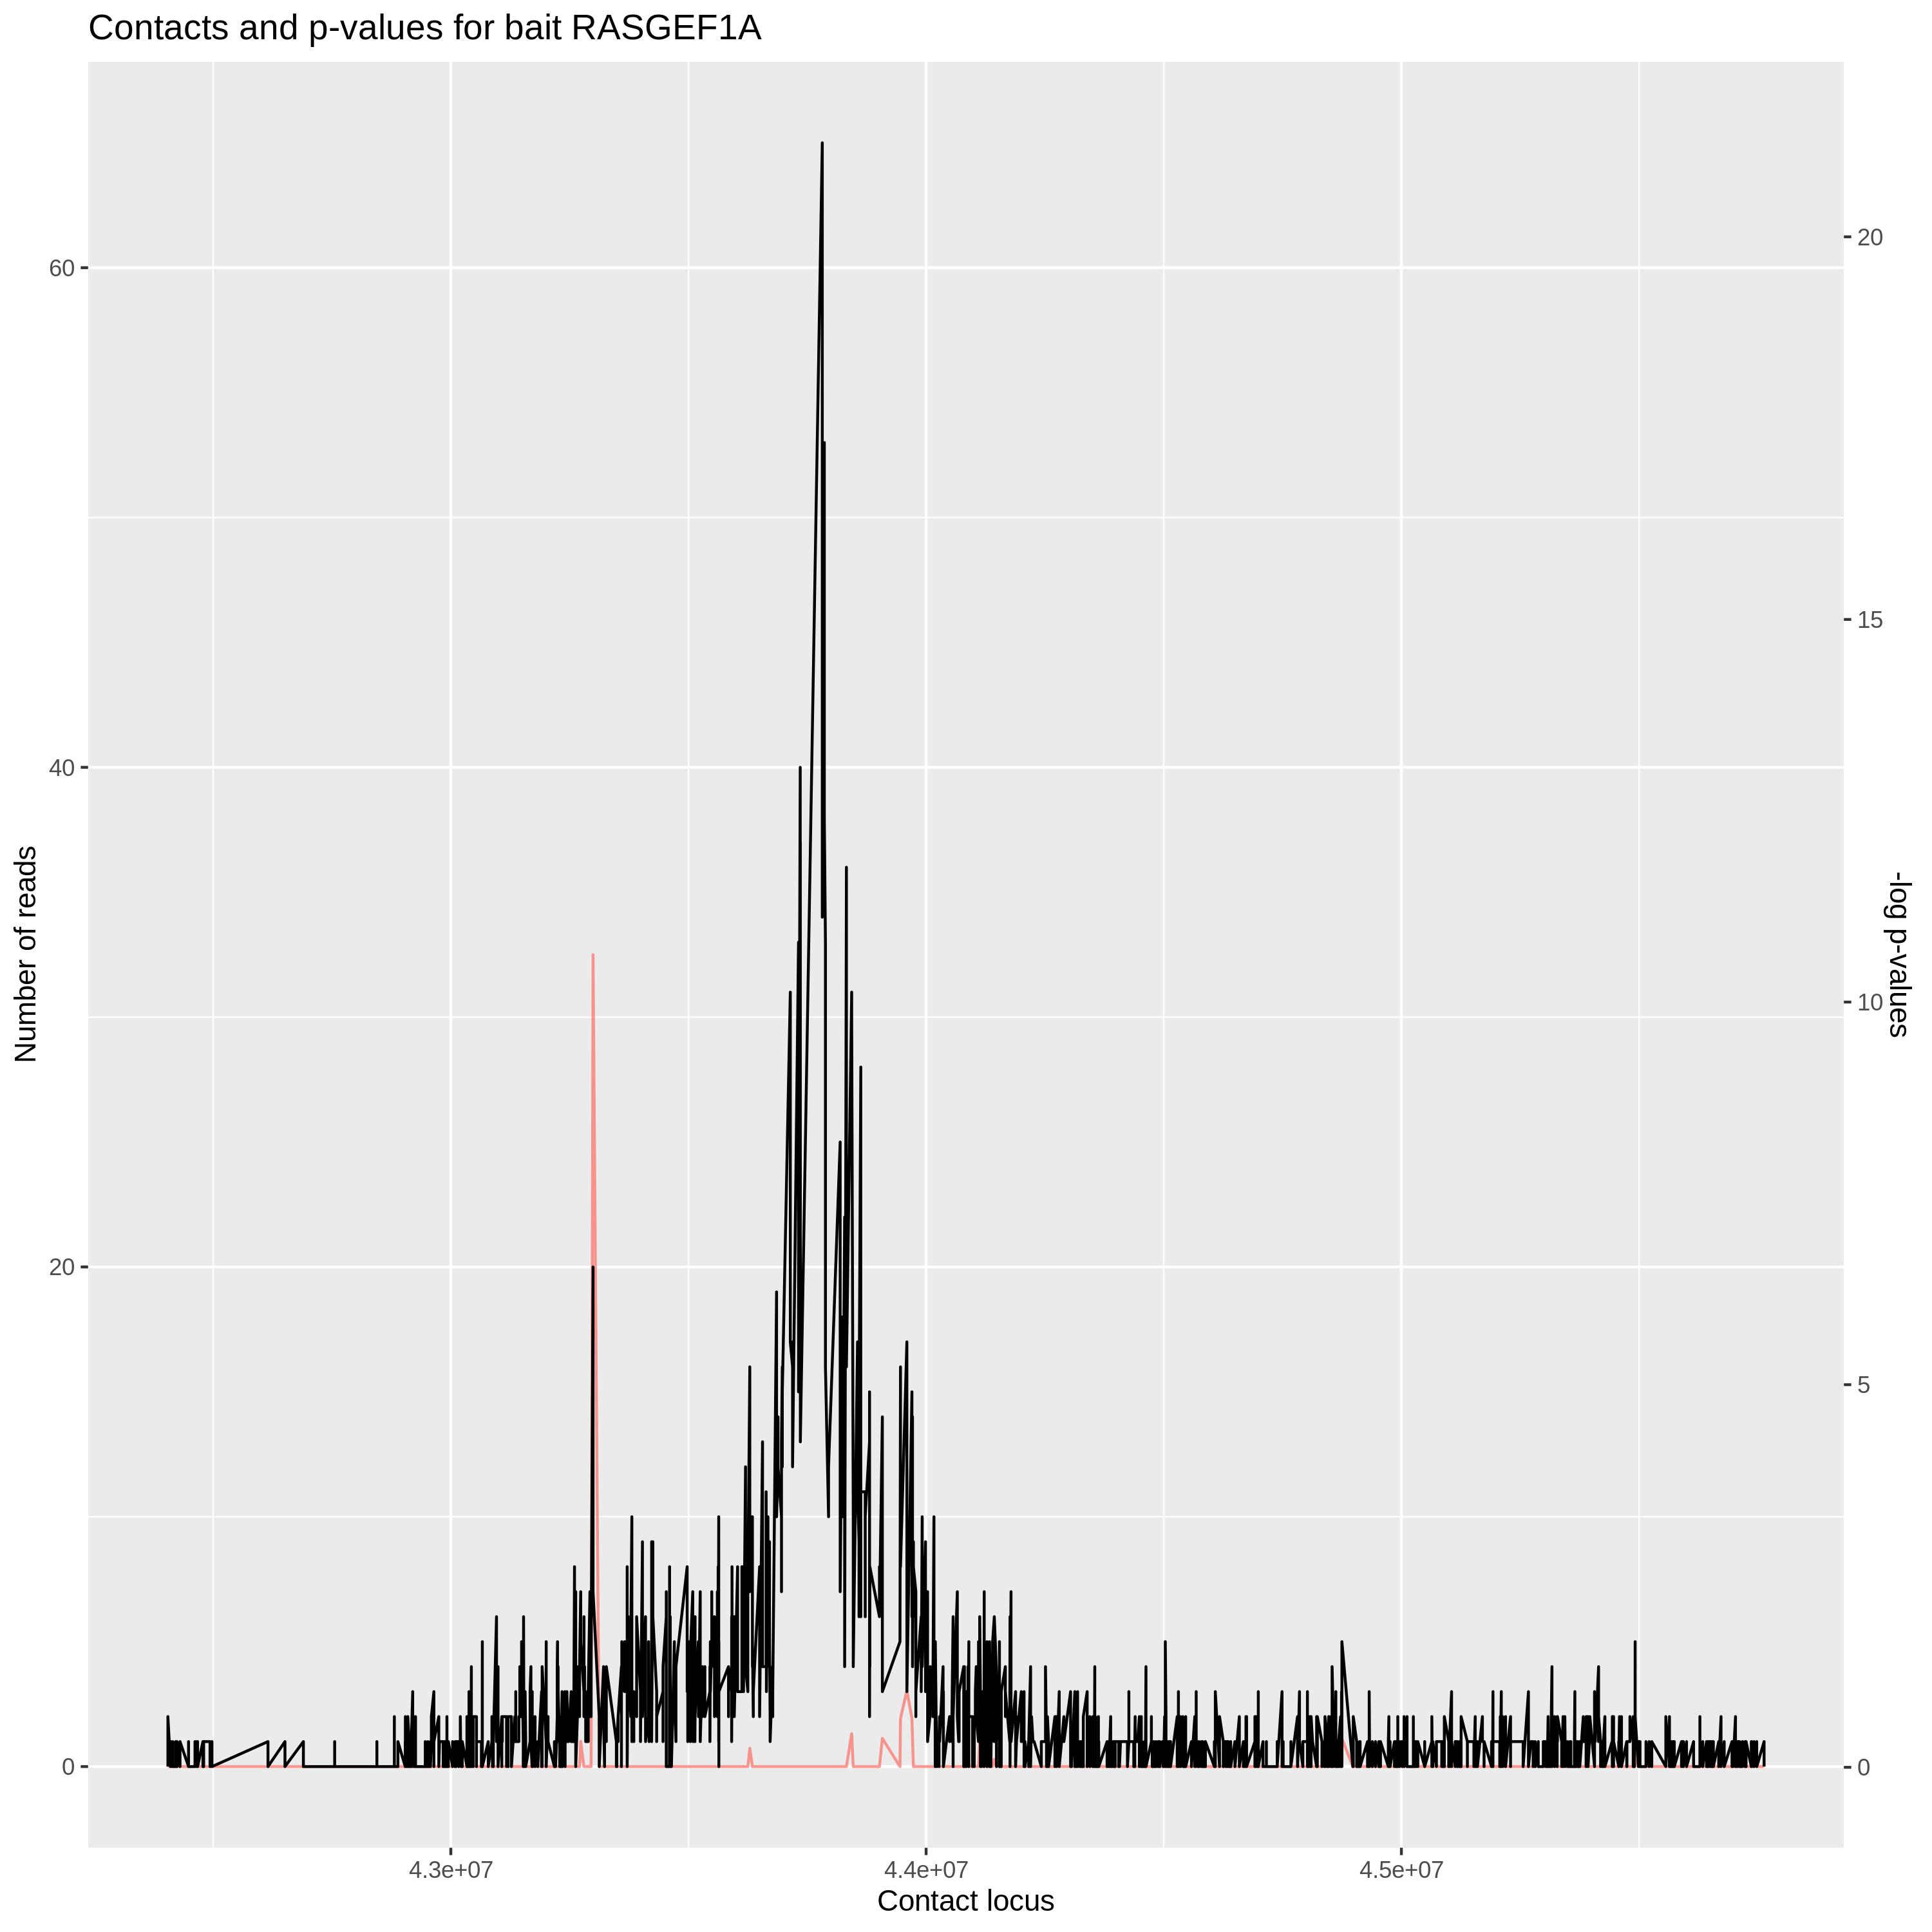 Contacts and p-values for bait RASGEF1A
60
40
20
0
Number of reads
20
15
10
5
0
-log p-values
4.3e+07
4.4e+07
4.5e+07
Contact locus